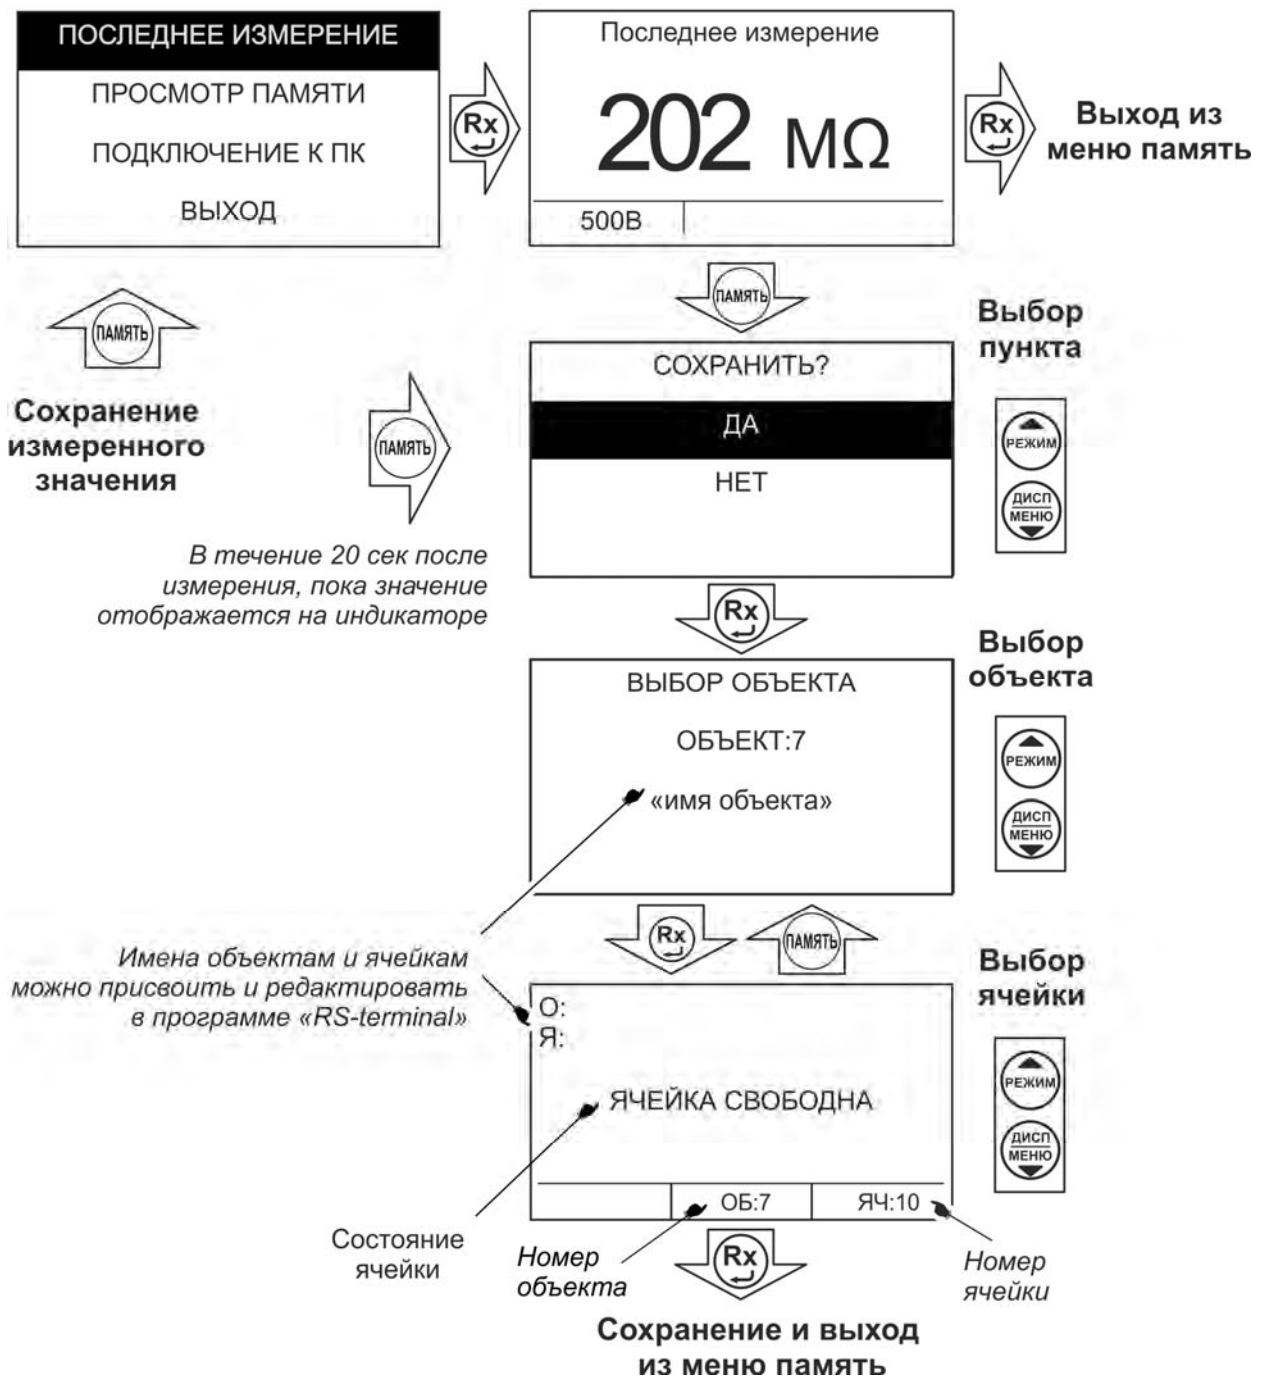 ПОСЛЕДНЕЕ ИЗМЕРЕНИЕ
ПРОСМОТР ПАМЯТИ
ПОДКЛЮЧЕНИЕ К ПК
ВЫХОД
Rx
Последнее измерение
202 МΩ
500В
Rx
Выход из
меню память
ПАМЯТЬ
Сохранение
измеренного
значения
ПАМЯТЬ
ПАМЯТЬ
В течение 20 сек после
измерения, пока значение
отображается на индикаторе
СОХРАНИТЬ?
ДА
НЕТ
Выбор
пункта
РЕЖИМ
ДИСП
МЕНЮ
Rx
ВЫБОР ОБЪЕКТА
ОБЪЕКТ:7
«имя объекта»
Выбор
объекта
РЕЖИМ
ДИСП
МЕНЮ
Rx
ПАМЯТЬ
Имена объектам и ячейкам
можно присвоить и редактировать
в программе «RS-terminal»
О:
Я:
ЯЧЕЙКА СВОБОДНА
ОБ:7
ЯЧ:10
Выбор
ячейки
РЕЖИМ
ДИСП
МЕНЮ
Состояние
ячейки
Номер
объекта
Rx
Номер
ячейки
Сохранение и выход
из меню память